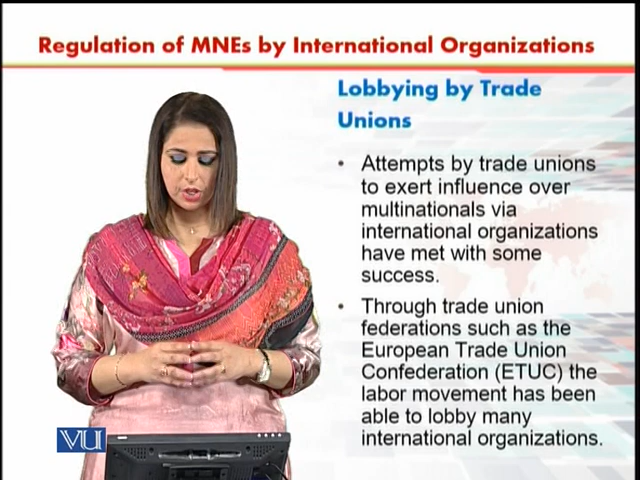 Regulation of MNEs by International Organizations
Lobbying by Trade
Unions
• Attempts by trade unions
to exert influence over
multinationals via
international organizations
have met with some
success.
• Through trade union
federations such as the
European Trade Union
Confederation (ETUC) the
labor movement has been
able to lobby many
international organizations.
VU